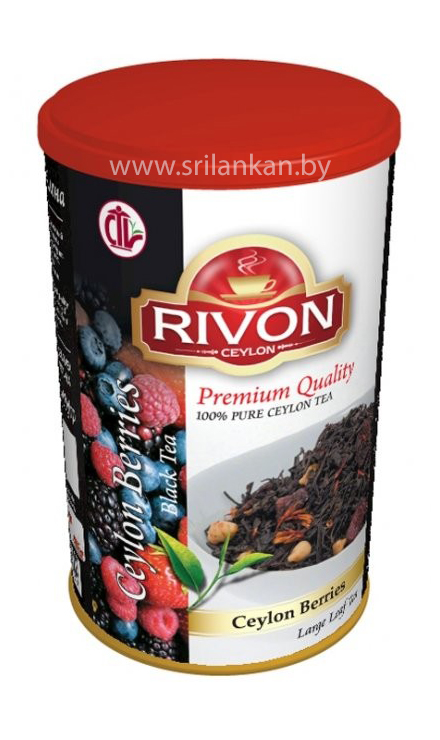 www.srilankan.by
CTL
RIVON
CEYLON
Premium Quality
100% PURE CEYLON TEA
Ceylon Berries
Black Tea
Ceylon Berries
Large Leaf Tea